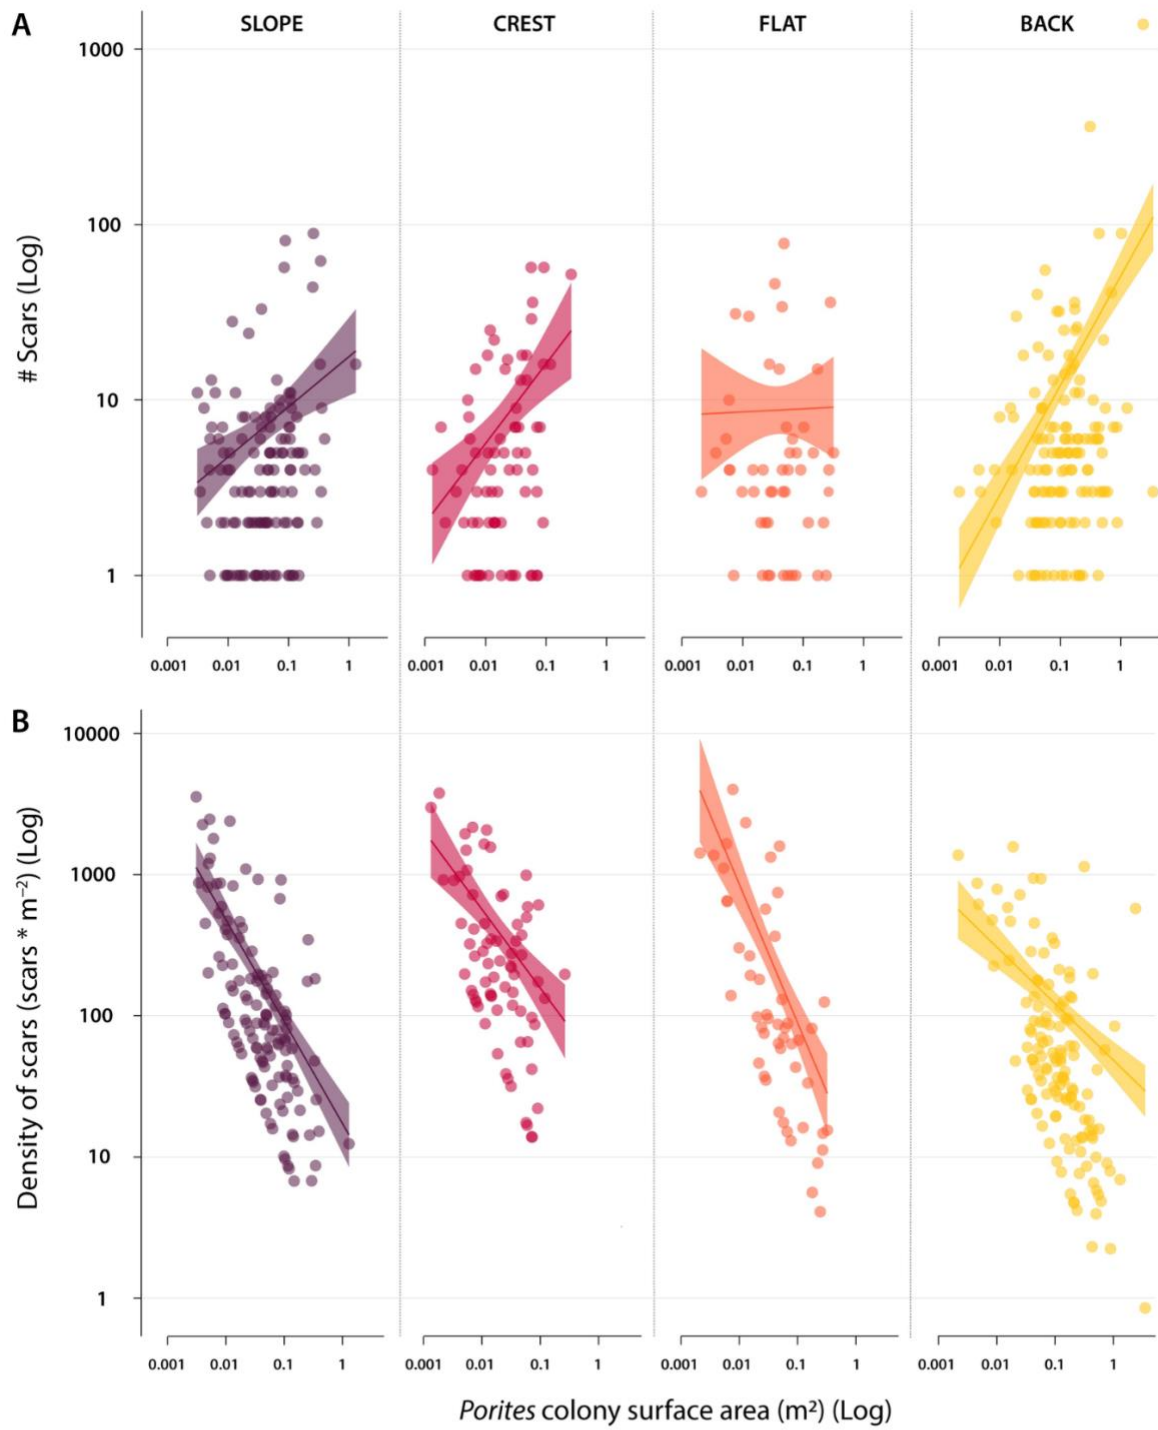 A
SLOPE CREST FLAT BACK
# Scars (Log)
1000
100
10
1
0.001 0.01 0.1 1 0.001 0.01 0.1 1 0.001 0.01 0.1 1 0.001 0.01 0.1 1
B
Density of scars (scars * m⁻²) (Log)
10000
1000
100
10
1
0.001 0.01 0.1 1 0.001 0.01 0.1 1 0.001 0.01 0.1 1 0.001 0.01 0.1 1
Porites colony surface area (m²) (Log)